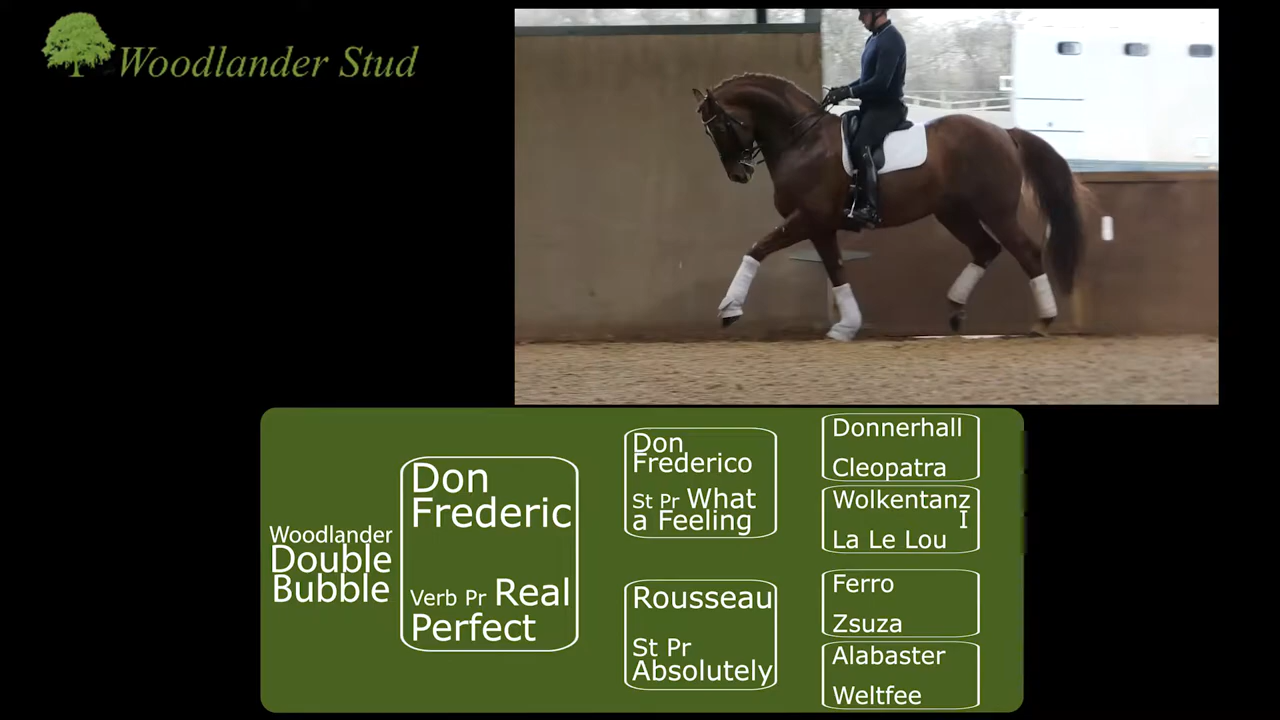 Woodlander Stud
Woodlander
Double
Bubble
Don
Frederic
Verb Pr Real
Perfect
Don
Frederico
St Pr What
a Feeling
Rousseau
St Pr
Absolutely
Donnerhall
Cleopatra
Wolkentanz
La Le Lou
Ferro
Zsuza
Alabaster
Weltfee